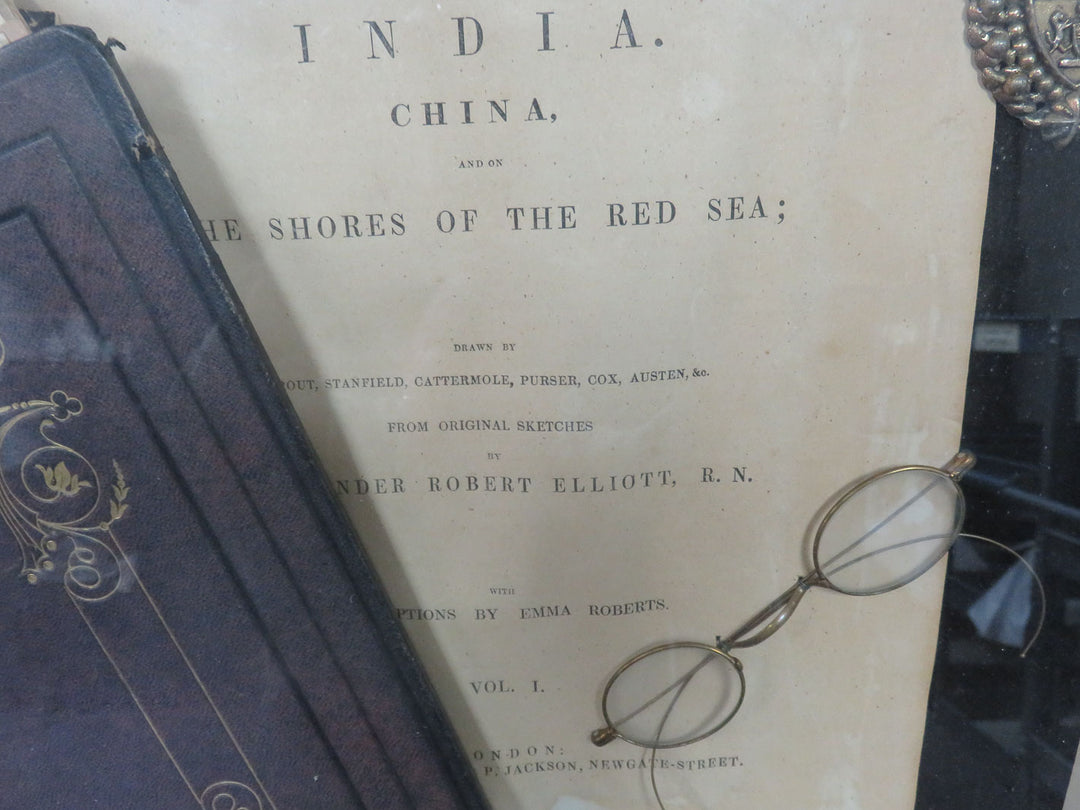 INDIA.
CHINA,
AND ON
HE SHORES OF THE RED SEA;
DRAWN BY
OUT, STANFIELD, CATTERMOLE, PURSER, COX, AUSTEN, &c.
FROM ORIGINAL SKETCHES
BY
NDER ROBERT ELLIOTT, R. N.
WITH
PTIONS BY EMMA ROBERTS.
VOL. I.
ONDON:
P. JACKSON, NEWGATE-STREET.